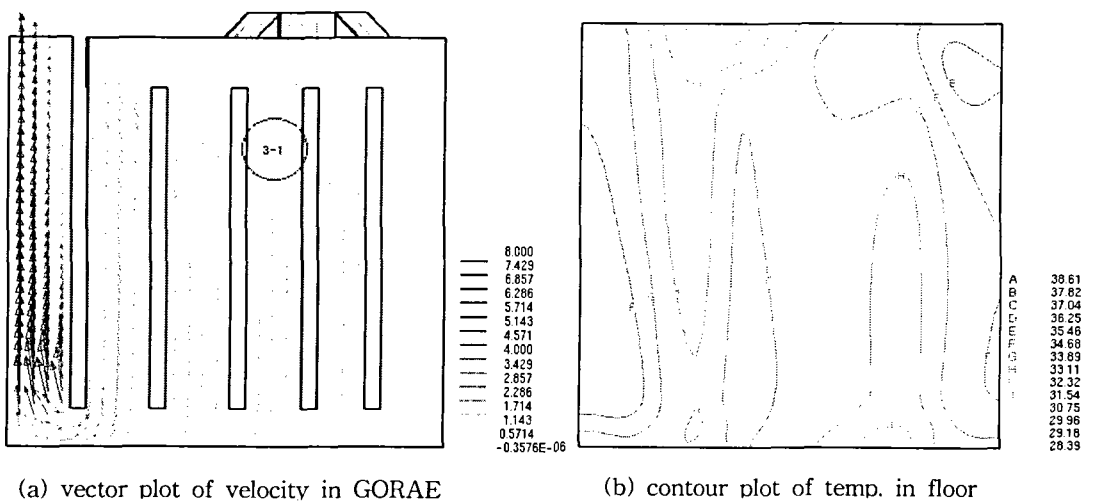 3-1
8.000
7.429
6.857
6.286
5.714
5.143
4.571
4.000
3.429
2.857
2.286
1.714
1.143
0.5714
-0.3576E-06
B
F
H
A 38.61
B 37.82
C 37.04
D 36.25
E 35.46
F 34.68
G 33.89
H 33.11
32.32
31.54
30.75
29.96
29.18
28.39
(a) vector plot of velocity in GORAE
(b) contour plot of temp. in floor